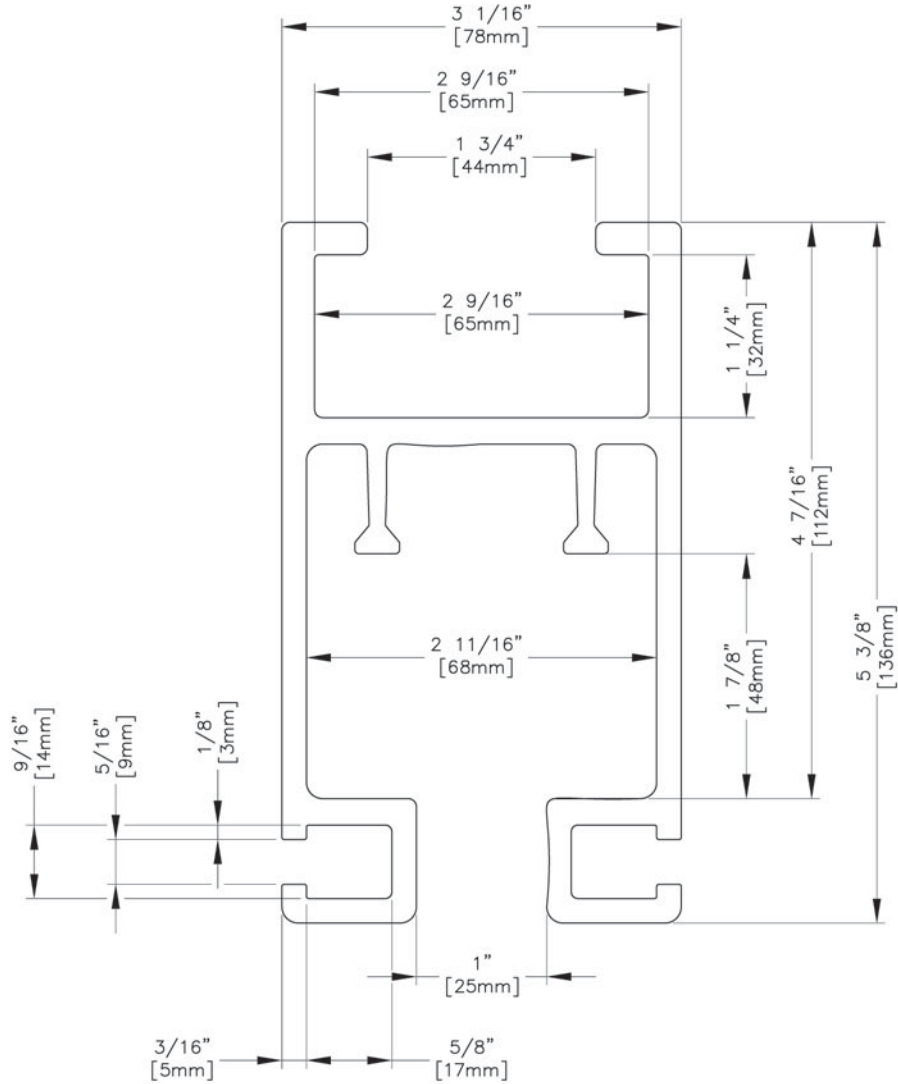 3 1/16"
[78mm]
2 9/16"
[65mm]
1 3/4"
[44mm]
2 9/16"
[65mm]
1 1/4"
[32mm]
4 7/16"
[112mm]
5 3/8"
[136mm]
2 11/16"
[68mm]
1 7/8"
[48mm]
9/16"
[14mm]
5/16"
[9mm]
1/8"
[3mm]
1"
[25mm]
3/16"
[5mm]
5/8"
[17mm]